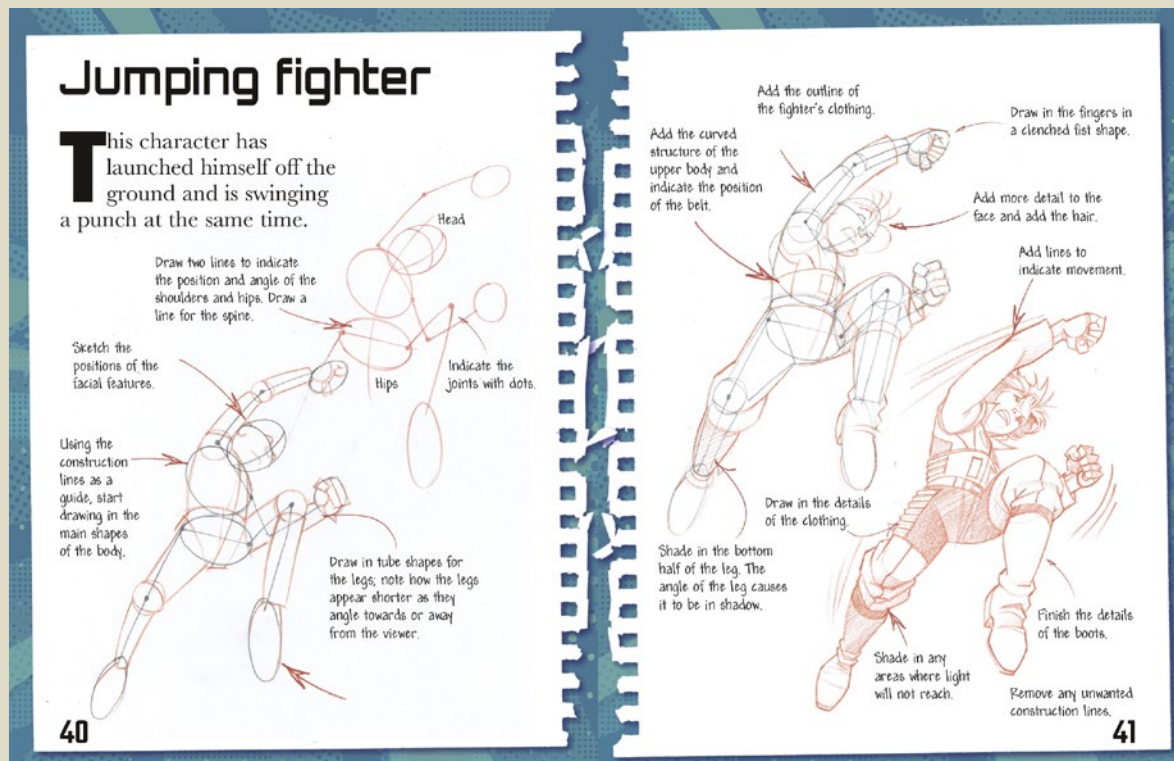 Jumping fighter
This character has
launched himself off the
ground and is swinging
a punch at the same time.
Head
Draw two lines to indicate
the position and angle of the
shoulders and hips. Draw a
line for the spine.
Sketch the
positions of the
facial features.
Hips
Indicate the
joints with dots.
Using the
construction
lines as a
guide, start
drawing in the
main shapes
of the body.
Draw in tube shapes for
the legs; note how the legs
appear shorter as they
angle towards or away
from the viewer.
40
Add the outline of
the fighter's clothing.
Draw in the fingers in
a clenched fist shape.
Add the curved
structure of the
upper body and
indicate the position
of the belt.
Add more detail to the
face and add the hair.
Add lines to
indicate movement.
Draw in the details
of the clothing.
Shade in the bottom
half of the leg. The
angle of the leg causes
it to be in shadow.
Finish the details
of the boots.
Shade in any
areas where light
will not reach.
Remove any unwanted
construction lines.
41